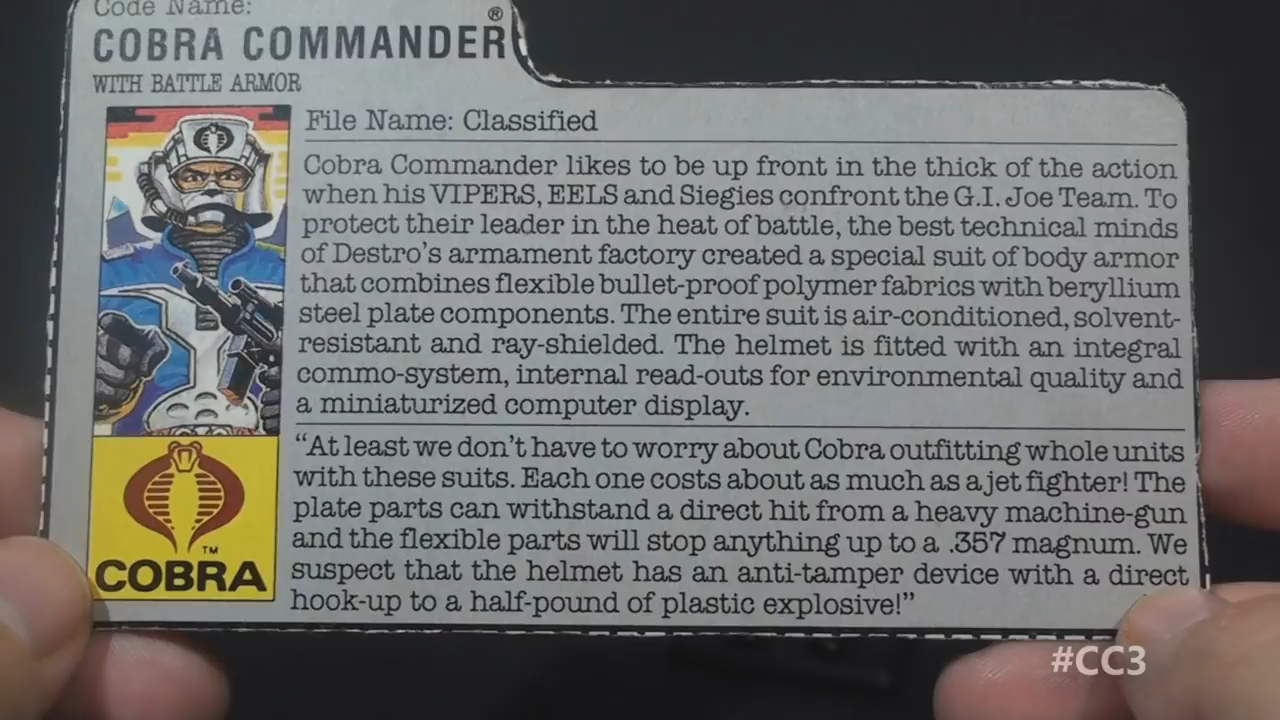 Code Name:
COBRA COMMANDER®
WITH BATTLE ARMOR
File Name: Classified
Cobra Commander likes to be up front in the thick of the action
when his VIPERS, EELS and Siegies confront the G.I. Joe Team. To
protect their leader in the heat of battle, the best technical minds
of Destro's armament factory created a special suit of body armor
that combines flexible bullet-proof polymer fabrics with beryllium
steel plate components. The entire suit is air-conditioned, solvent-
resistant and ray-shielded. The helmet is fitted with an integral
commo-system, internal read-outs for environmental quality and
a miniaturized computer display.
"At least we don't have to worry about Cobra outfitting whole units
with these suits. Each one costs about as much as a jet fighter! The
plate parts can withstand a direct hit from a heavy machine-gun
and the flexible parts will stop anything up to a .357 magnum. We
suspect that the helmet has an anti-tamper device with a direct
hook-up to a half-pound of plastic explosive!"
TM
COBRA
#CC3